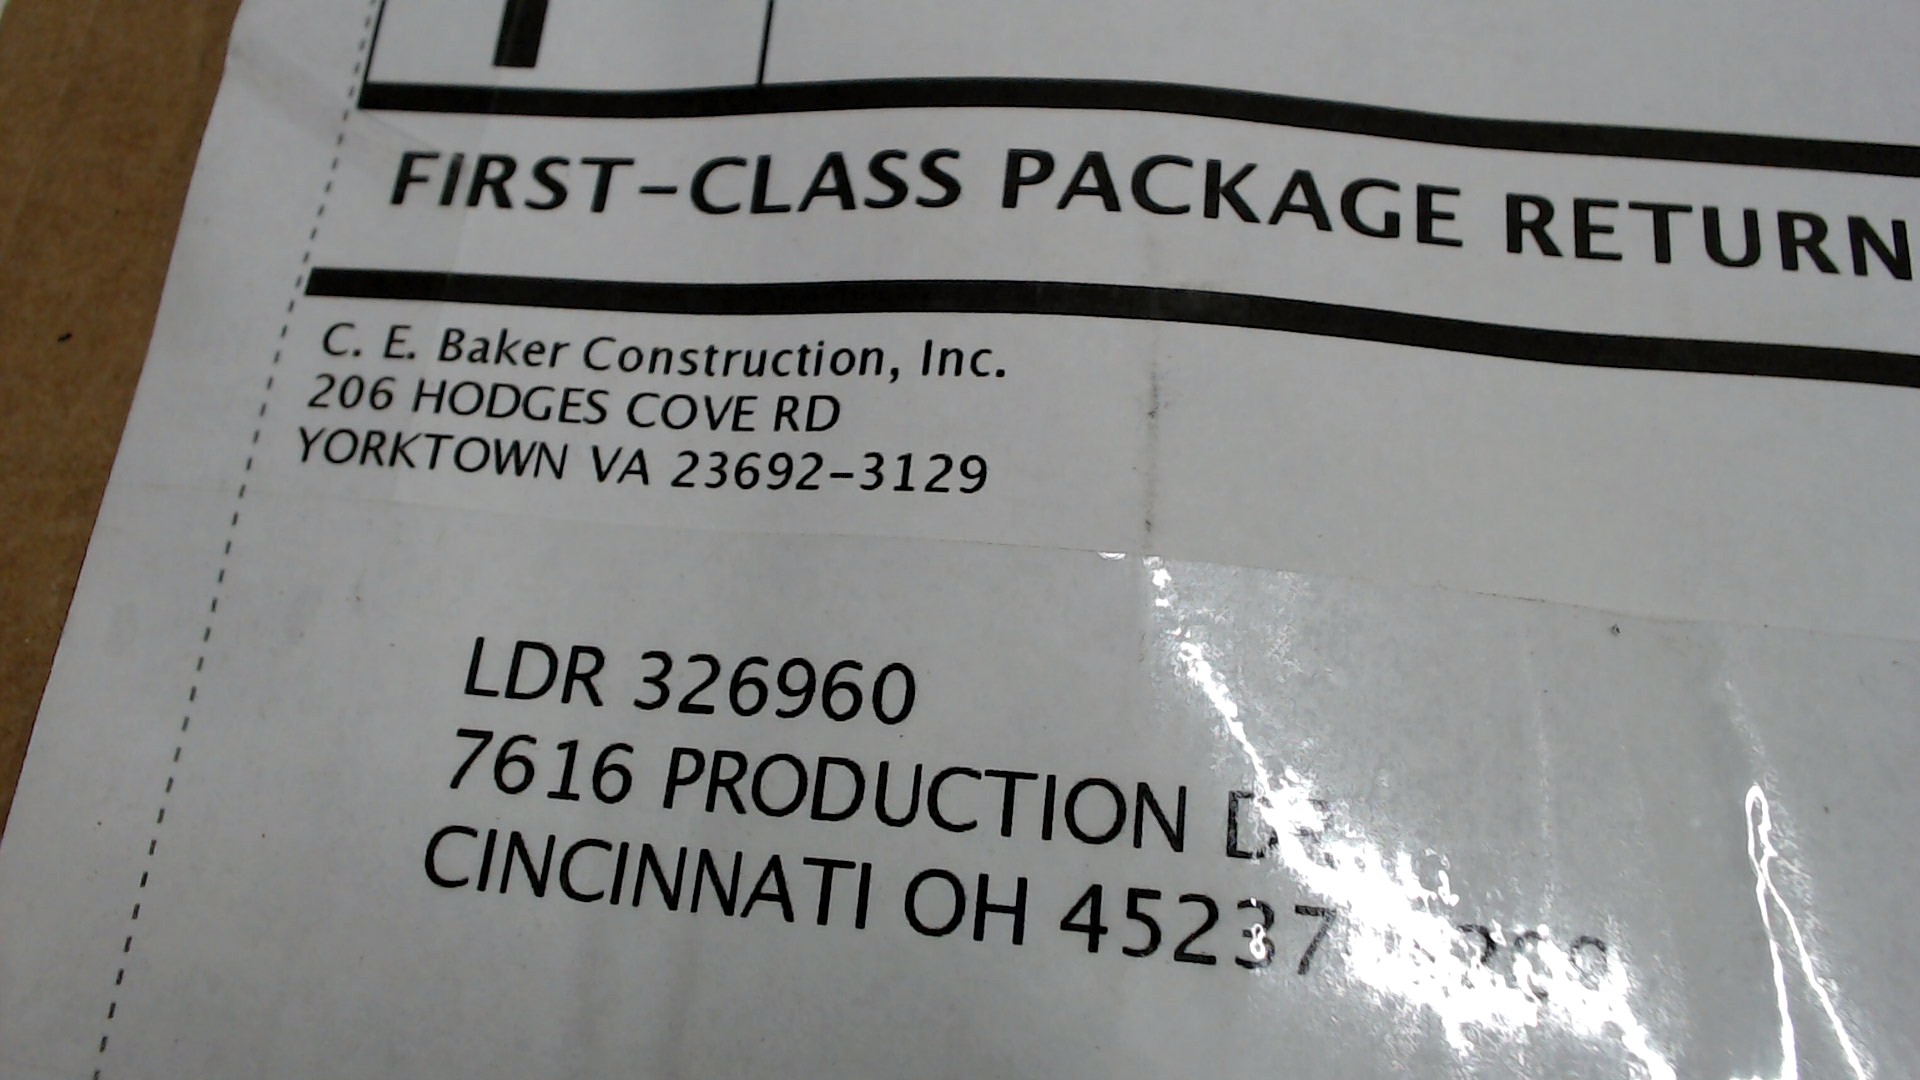 FIRST-CLASS PACKAGE RETURN
C. E. Baker Construction, Inc.
206 HODGES COVE RD
YORKTOWN VA 23692-3129
LDR 326960
7616 PRODUCTION
CINCINNATI OH 45237